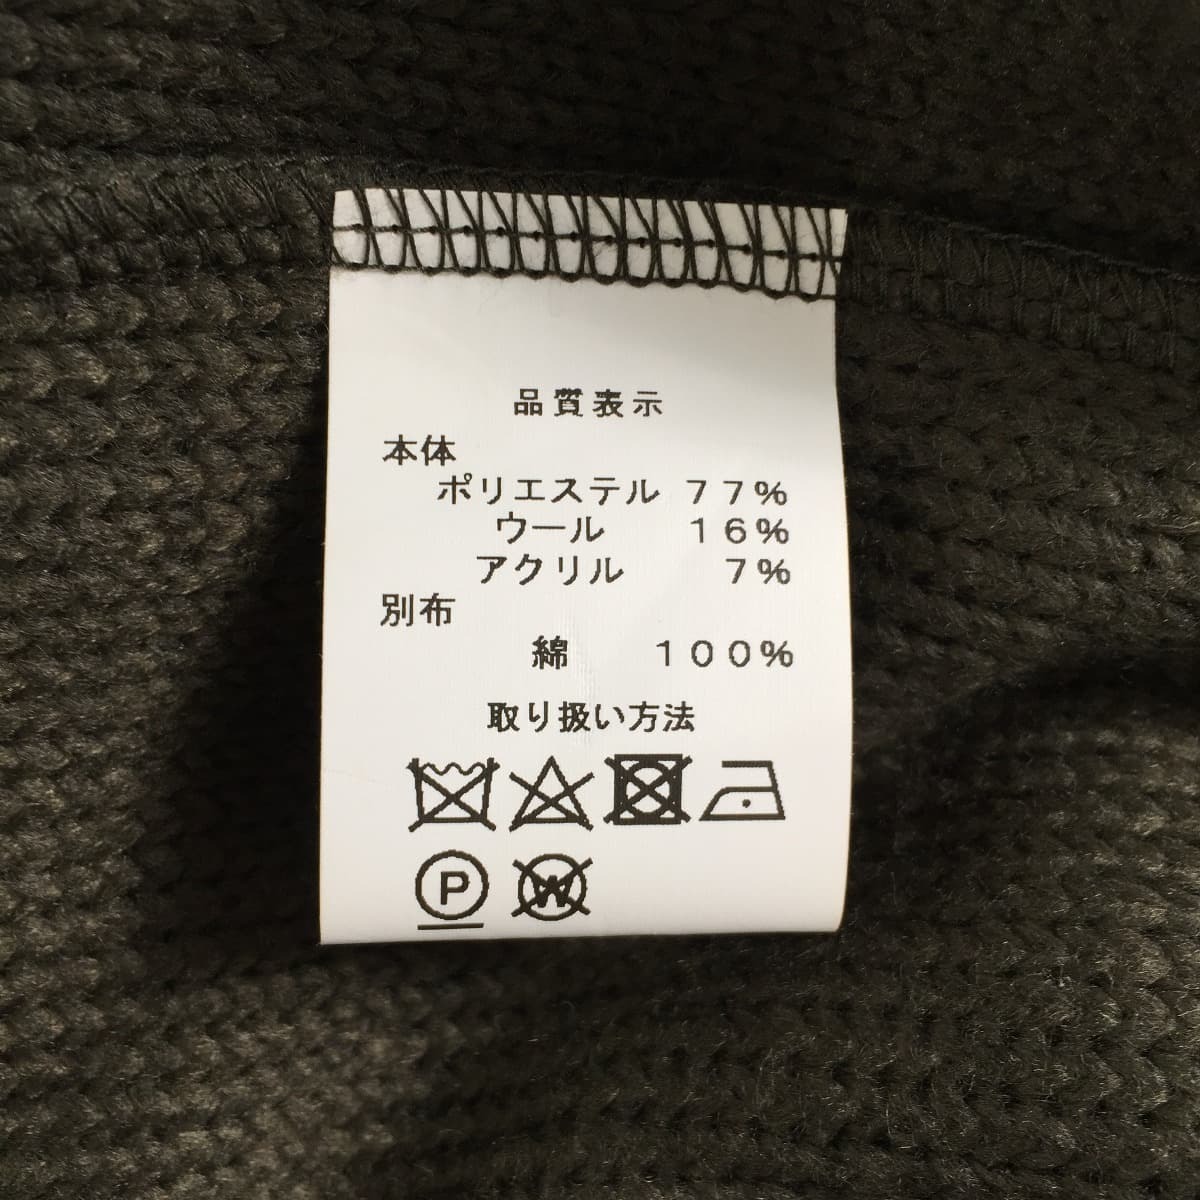 品質表示
本体
ポリエステル 77%
ウール 16%
アクリル 7%
別布
綿 100%
取り扱い方法
P W